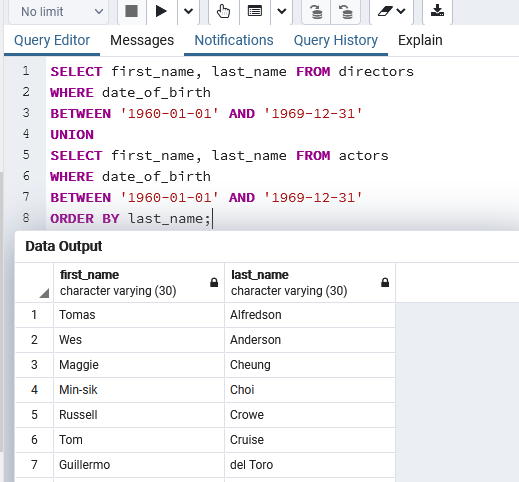 No limit
Query Editor Messages Notifications Query History Explain
1 SELECT first_name, last_name FROM directors
2 WHERE date_of_birth
3 BETWEEN '1960-01-01' AND '1969-12-31'
4 UNION
5 SELECT first_name, last_name FROM actors
6 WHERE date_of_birth
7 BETWEEN '1960-01-01' AND '1969-12-31'
8 ORDER BY last_name;
Data Output
first_name last_name
character varying (30) character varying (30)
1 Tomas Alfredson
2 Wes Anderson
3 Maggie Cheung
4 Min-sik Choi
5 Russell Crowe
6 Tom Cruise
7 Guillermo del Toro